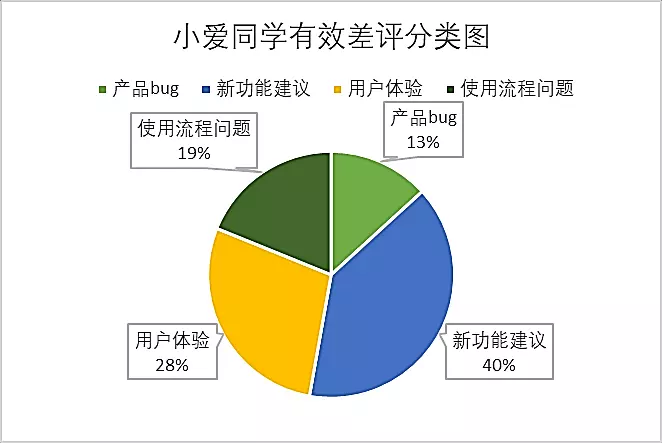 小爱同学有效差评分类图
产品bug 新功能建议 用户体验 使用流程问题
使用流程问题
19%
产品bug
13%
用户体验
28%
新功能建议
40%